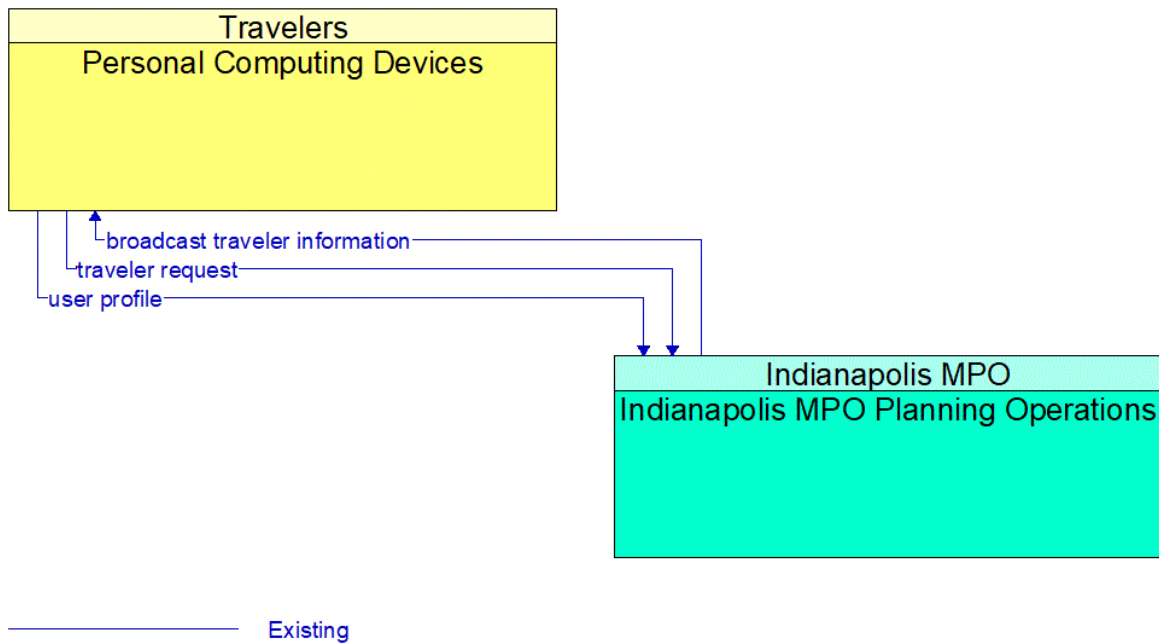 Travelers
Personal Computing Devices
broadcast traveler information
traveler request
user profile
Indianapolis MPO
Indianapolis MPO Planning Operations
Existing